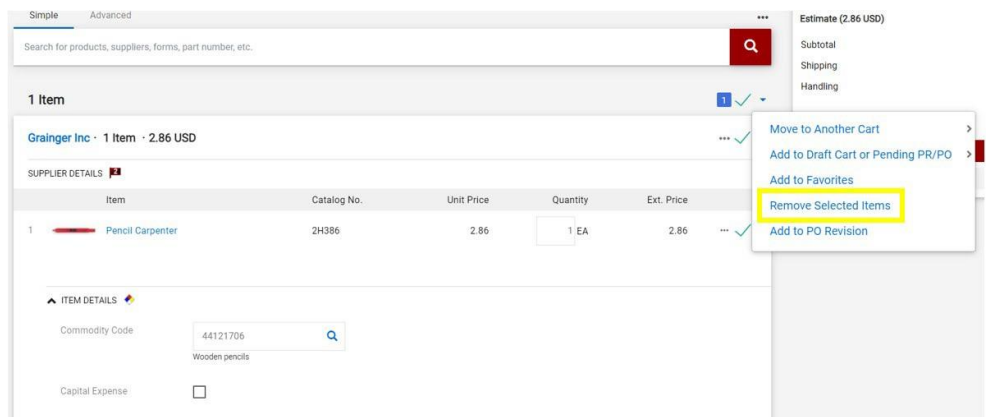 Simple Advanced ...
Estimate (2.86 USD)
Search for products, suppliers, forms, part number, etc.
Subtotal
Shipping
Handling
1 Item 1
Grainger Inc · 1 Item · 2.86 USD ...
SUPPLIER DETAILS 2
Item Catalog No. Unit Price Quantity Ext. Price
1 Pencil Carpenter 2H386 2.86 1 EA 2.86 ...
Move to Another Cart
Add to Draft Cart or Pending PR/PO
Add to Favorites
Remove Selected Items
Add to PO Revision
ITEM DETAILS
Commodity Code 44121706
Wooden pencils
Capital Expense